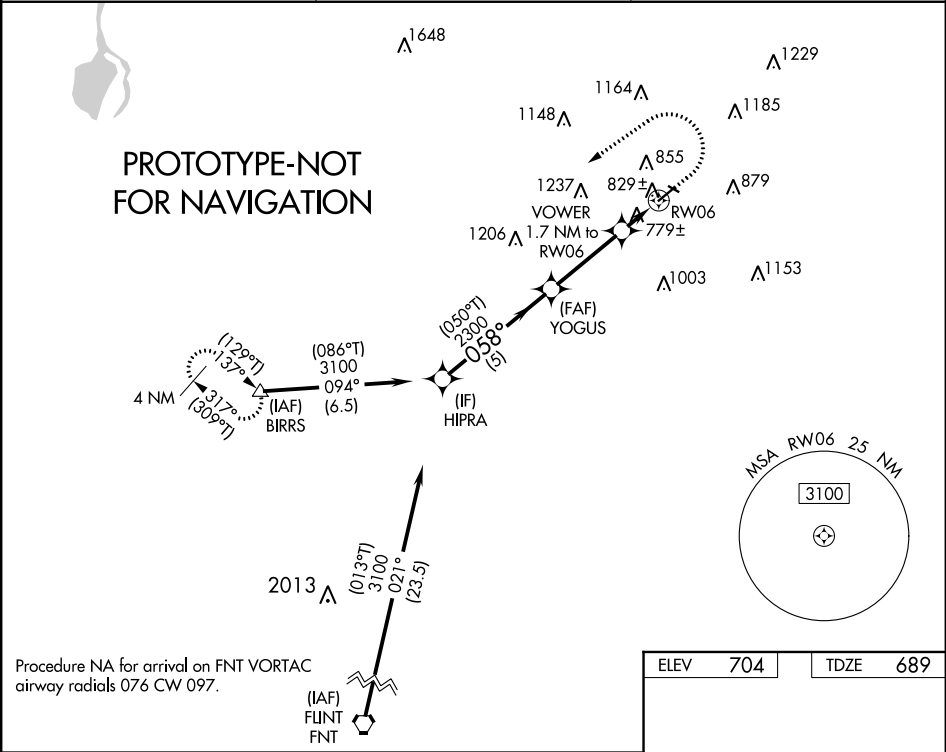 1648
1229
1164
1148
1185
PROTOTYPE-NOT
FOR NAVIGATION
855
1237
829±
879
VOWER
1.7 NM to
RW06
RW06
779±
1206
1003
1153
(FAF)
YOGUS
(050°T)
2300
058°
(5)
(129°T)
137°
4 NM
317°
(309°T)
(IAF)
BIRRS
(086°T)
3100
094°
(6.5)
(IF)
HIPRA
MSA RW06 25 NM
3100
(013°T)
3100
021°
(23.5)
2013
Procedure NA for arrival on FNT VORTAC
airway radials 076 CW 097.
(IAF)
FLINT
FNT
ELEV 704
TDZE 689